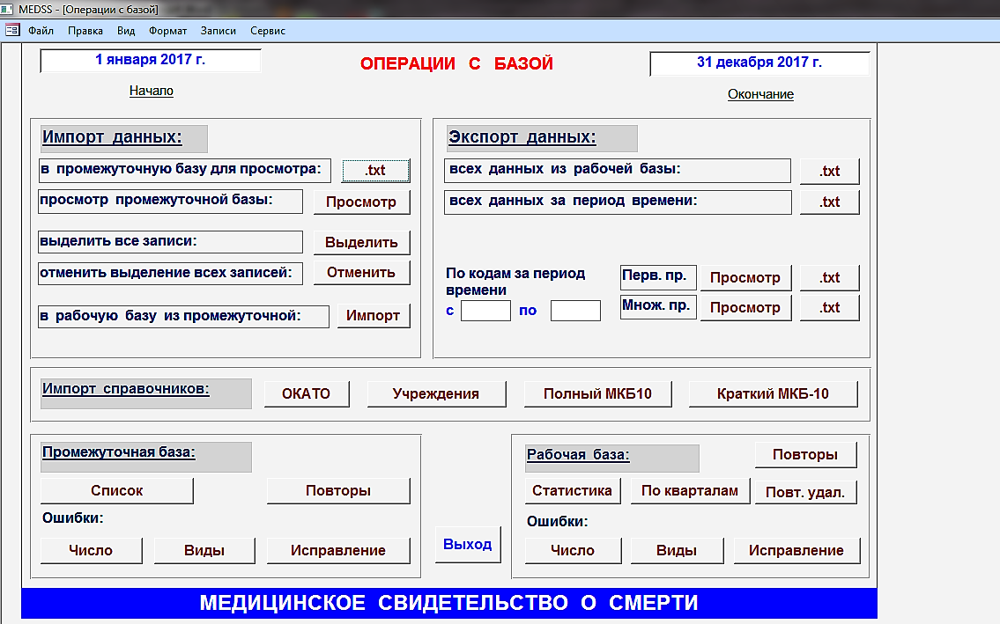 MEDSS - [Операции с базой]
Файл Правка Вид Формат Записи Сервис
1 января 2017 г.
ОПЕРАЦИИ С БАЗОЙ
31 декабря 2017 г.
Начало
Окончание
Импорт данных:
в промежуточную базу для просмотра: .txt
просмотр промежуточной базы: Просмотр
выделить все записи: Выделить
отменить выделение всех записей: Отменить
в рабочую базу из промежуточной: Импорт
Экспорт данных:
всех данных из рабочей базы: .txt
всех данных за период времени: .txt
По кодам за период
времени
с по
Перв. пр. Просмотр .txt
Множ. пр. Просмотр .txt
Импорт справочников: ОКАТО Учреждения Полный МКБ10 Краткий МКБ-10
Промежуточная база:
Список Повторы
Ошибки:
Число Виды Исправление
Выход
Рабочая база: Повторы
Статистика По кварталам Повт. удал.
Ошибки:
Число Виды Исправление
МЕДИЦИНСКОЕ СВИДЕТЕЛЬСТВО О СМЕРТИ